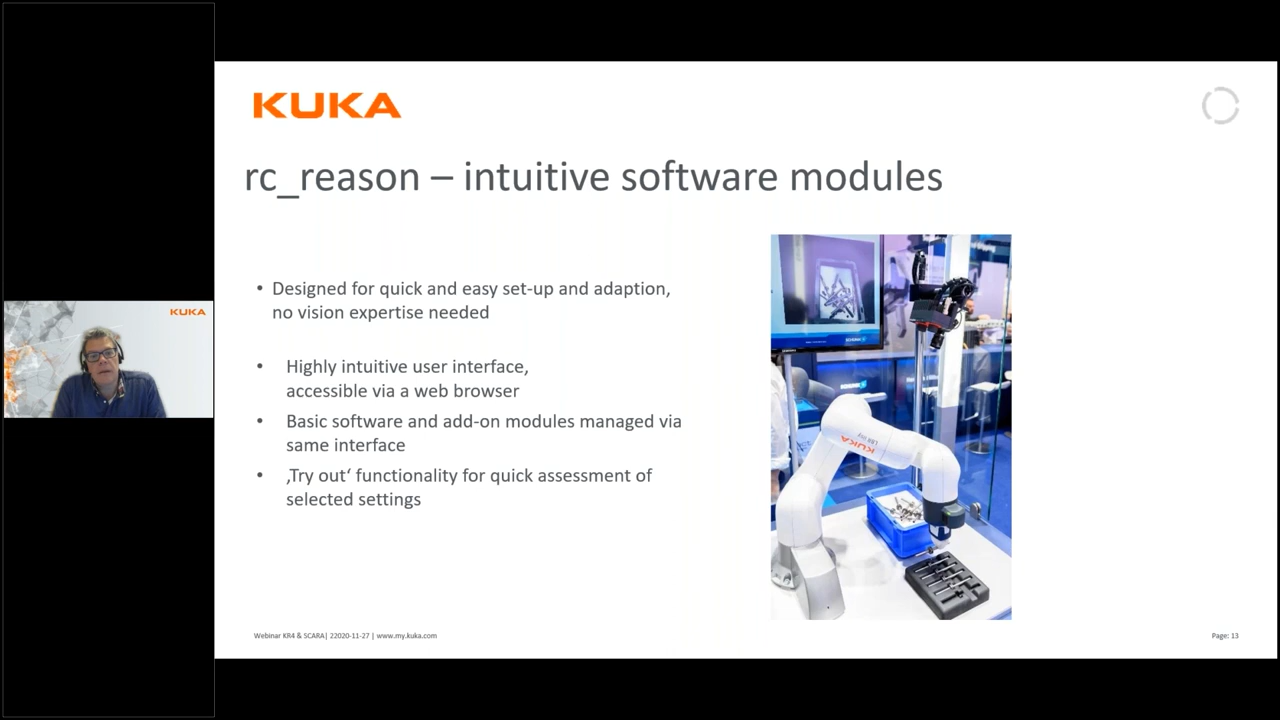 KUKA
rc_reason – intuitive software modules
• Designed for quick and easy set-up and adaption,
no vision expertise needed
• Highly intuitive user interface,
accessible via a web browser
• Basic software and add-on modules managed via
same interface
• ‚Try out‘ functionality for quick assessment of
selected settings
KUKA
KUKA
Webinar KR4 & SCARA| 22020-11-27 | www.my.kuka.com
Page: 13